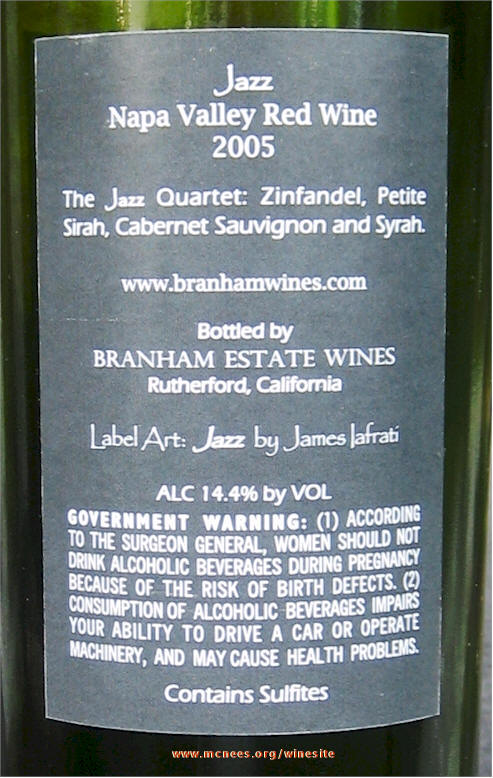 Jazz
Napa Valley Red Wine
2005
The Jazz Quartet: Zinfandel, Petite
Sirah, Cabernet Sauvignon and Syrah.
www.branhamwines.com
Bottled by
BRANHAM ESTATE WINES
Rutherford, California
Label Art: Jazz by James Iafrati
ALC 14.4% by VOL
GOVERNMENT WARNING: (1) ACCORDING
TO THE SURGEON GENERAL, WOMEN SHOULD NOT
DRINK ALCOHOLIC BEVERAGES DURING PREGNANCY
BECAUSE OF THE RISK OF BIRTH DEFECTS. (2)
CONSUMPTION OF ALCOHOLIC BEVERAGES IMPAIRS
YOUR ABILITY TO DRIVE A CAR OR OPERATE
MACHINERY, AND MAY CAUSE HEALTH PROBLEMS.
Contains Sulfites
www.mcnees.org/winesite